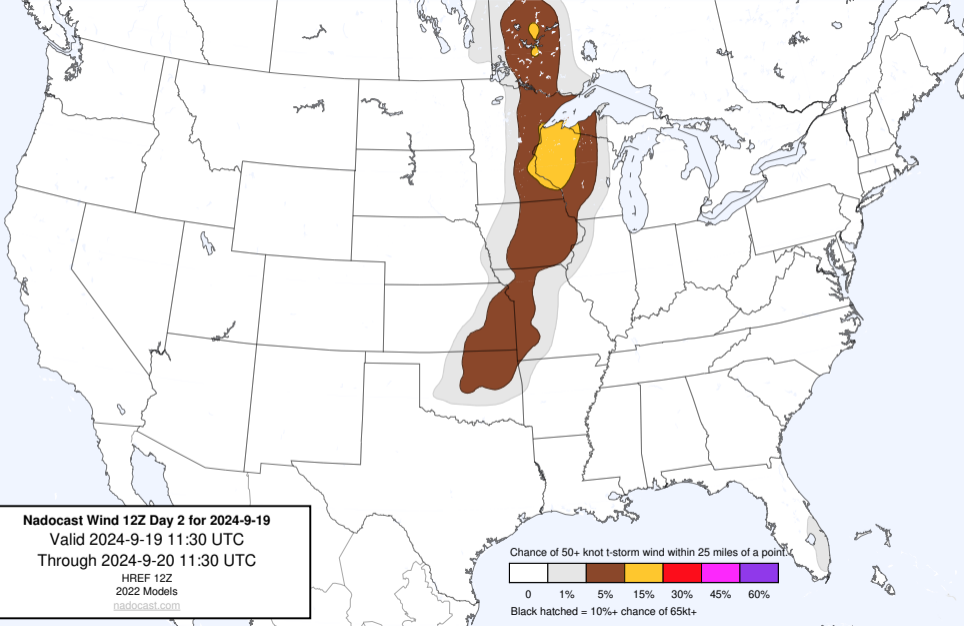 Nadocast Wind 12Z Day 2 for 2024-9-19
Valid 2024-9-19 11:30 UTC
Through 2024-9-20 11:30 UTC
HREF 12Z
2022 Models
nadocast.com
Chance of 50+ knot t-storm wind within 25 miles of a point.
0 1% 5% 15% 30% 45% 60%
Black hatched = 10%+ chance of 65kt+